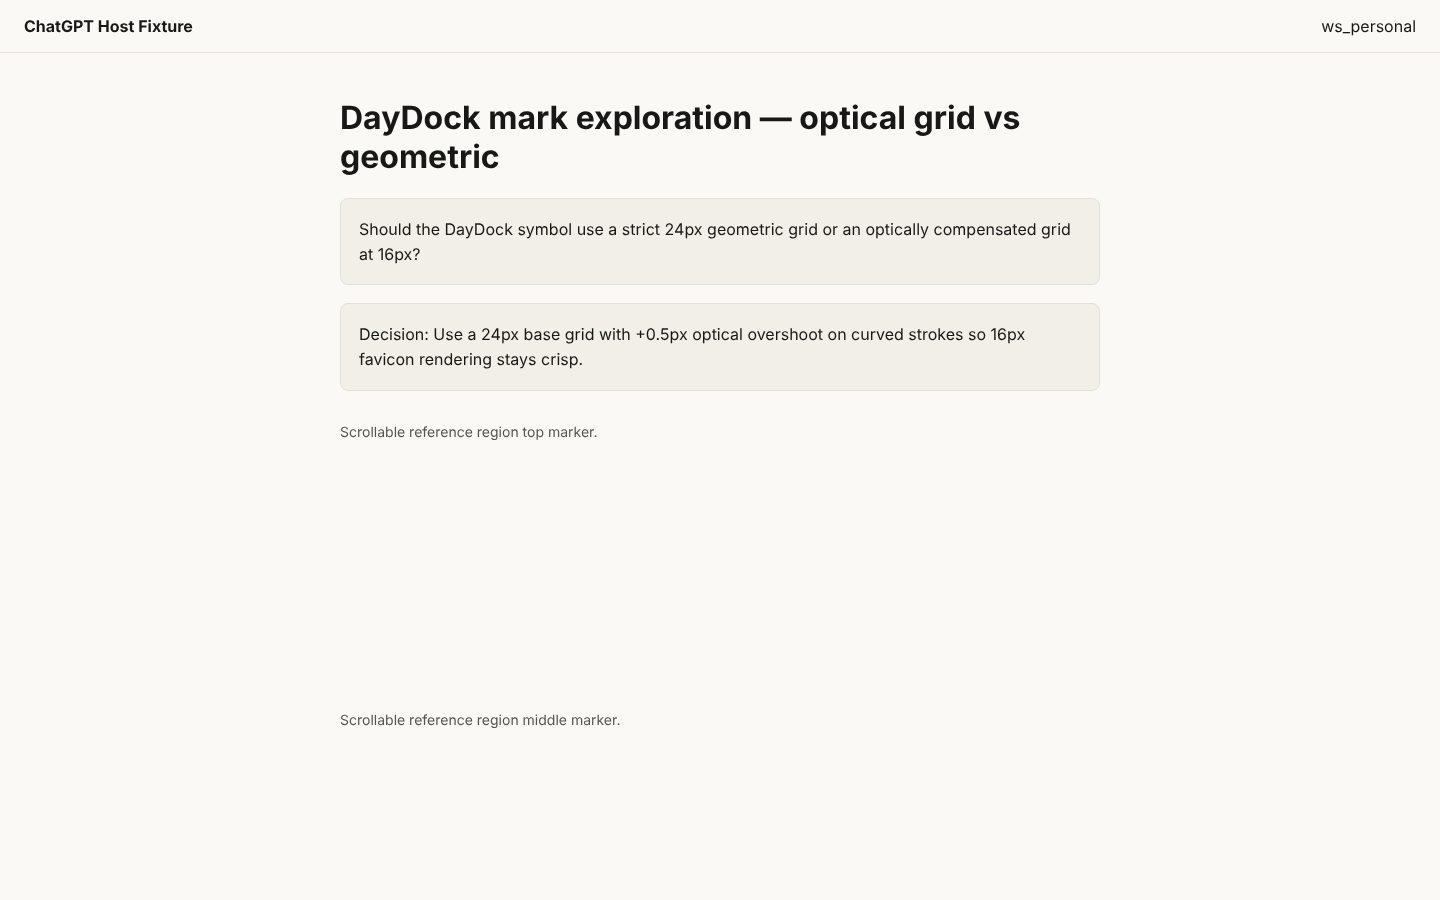 ChatGPT Host Fixture
ws_personal
DayDock mark exploration — optical grid vs
geometric
Should the DayDock symbol use a strict 24px geometric grid or an optically compensated grid
at 16px?
Decision: Use a 24px base grid with +0.5px optical overshoot on curved strokes so 16px
favicon rendering stays crisp.
Scrollable reference region top marker.
Scrollable reference region middle marker.